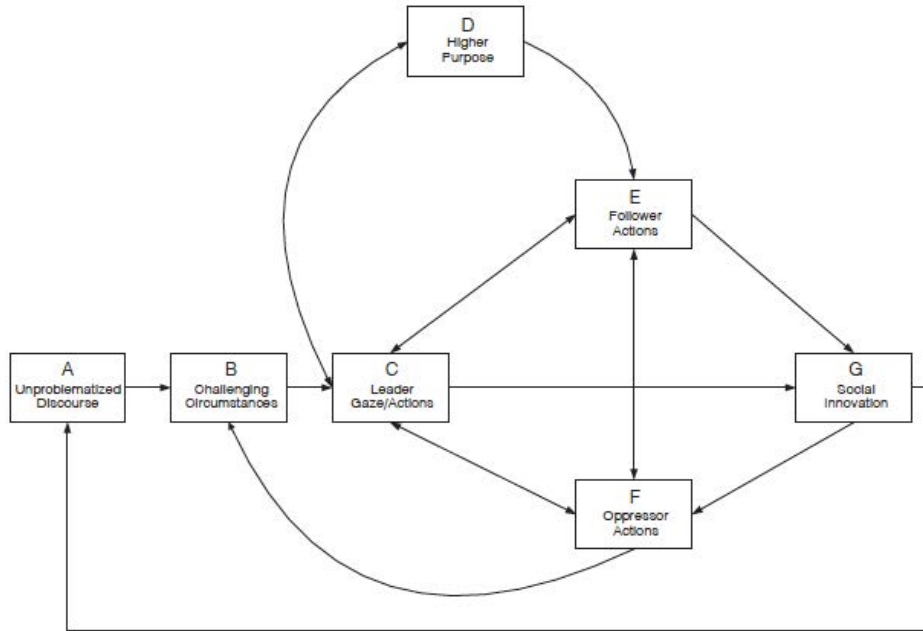 D
Higher
Purpose
E
Follower
Actions
A
Unproblematized
Discourse
B
Challenging
Circumstances
C
Leader
Gaze/Actions
G
Social
Innovation
F
Oppressor
Actions